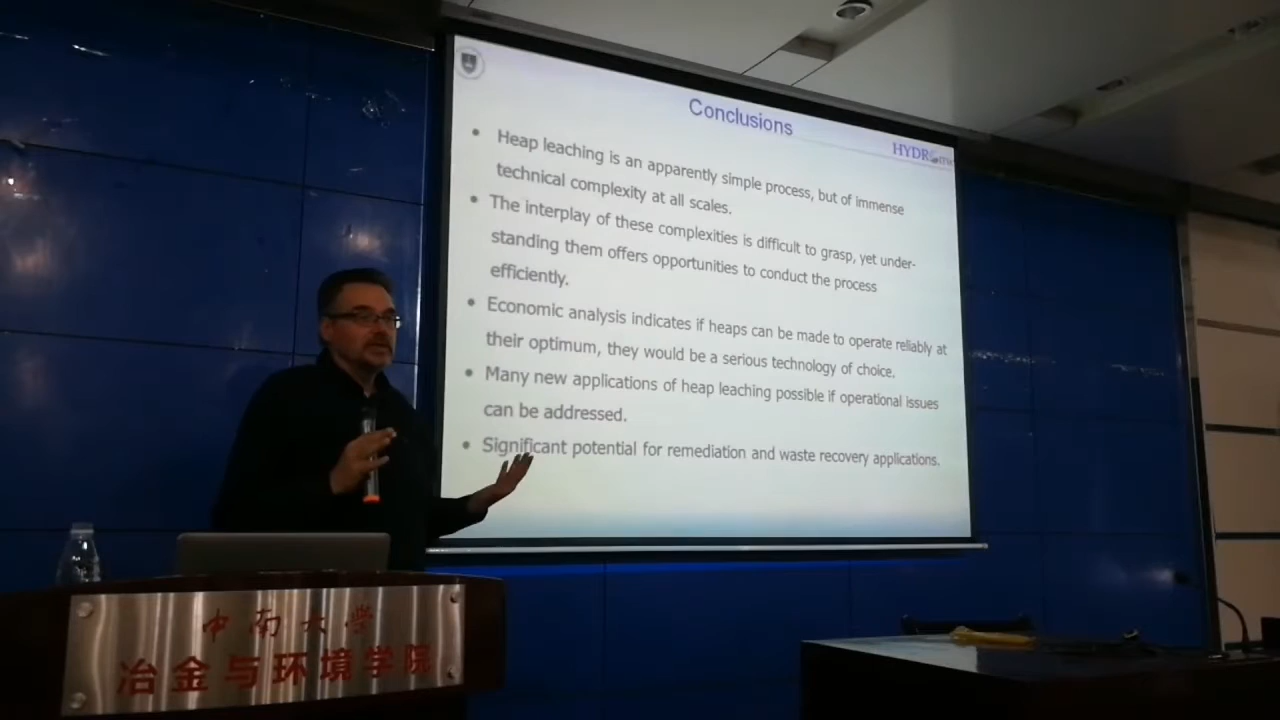 Conclusions
HYDR me
• Heap leaching is an apparently simple process, but of immense
technical complexity at all scales.
• The interplay of these complexities is difficult to grasp, yet under-
standing them offers opportunities to conduct the process
efficiently.
• Economic analysis indicates if heaps can be made to operate reliably at
their optimum, they would be a serious technology of choice.
• Many new applications of heap leaching possible if operational issues
can be addressed.
• Significant potential for remediation and waste recovery applications.
中南大学
冶金与环境学院